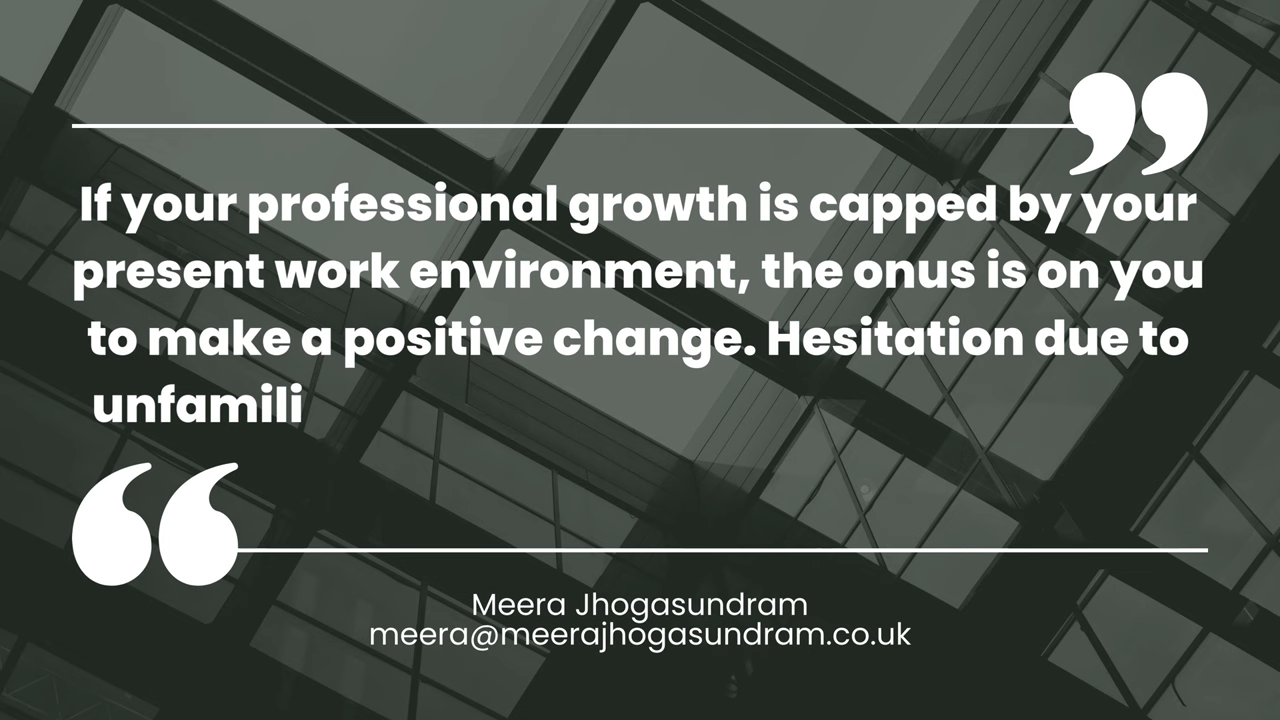 If your professional growth is capped by your
present work environment, the onus is on you
to make a positive change. Hesitation due to
unfamili
Meera Jhogasundram
meera@meerajhogasundram.co.uk